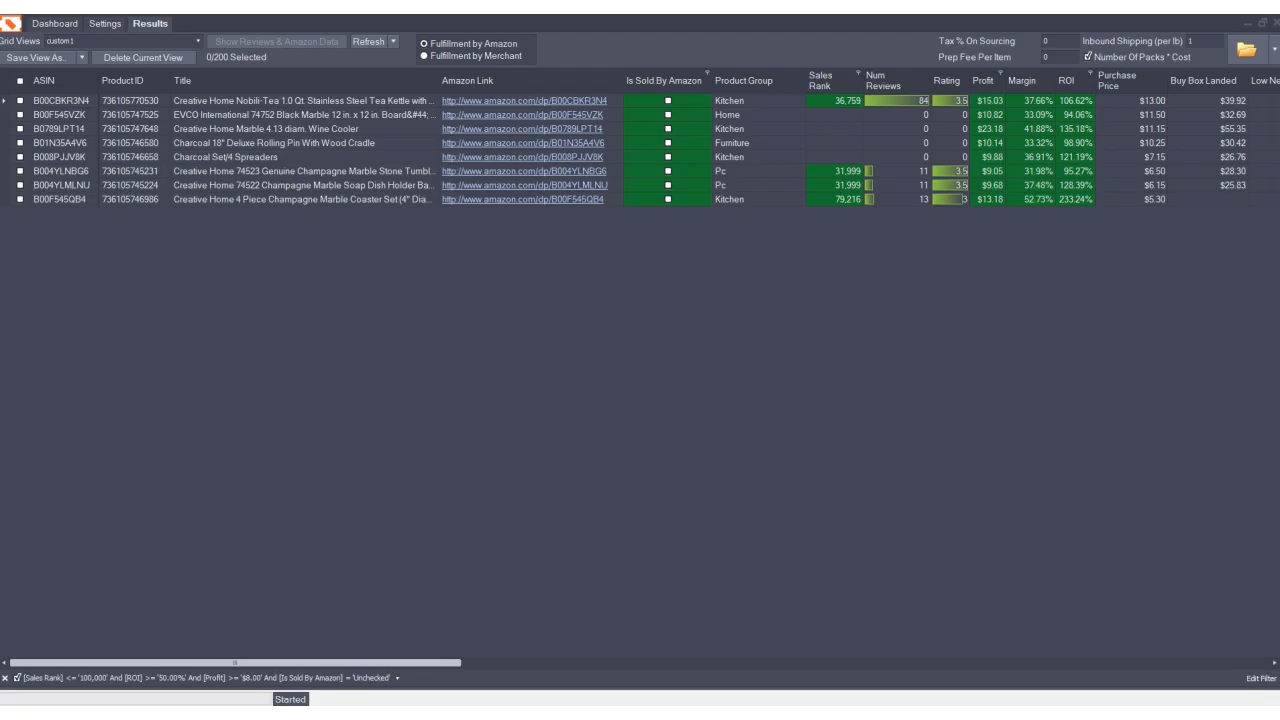 Dashboard Settings Results
Grid Views custom1 Show Reviews & Amazon Data Refresh Fulfillment by Amazon Tax % On Sourcing 0 Inbound Shipping (per lb) 1
Save View As.. Delete Current View 0/200 Selected Fulfillment by Merchant Prep Fee Per Item 0 Number Of Packs * Cost
ASIN Product ID Title Amazon Link Is Sold By Amazon Product Group Sales Rank Num Reviews Rating Profit Margin ROI Purchase Price Buy Box Landed Low Ne
B00CBKR3N4 736105770530 Creative Home Nobili-Tea 1.0 Qt. Stainless Steel Tea Kettle with ... http://www.amazon.com/dp/B00CBKR3N4 Kitchen 36,759 84 3.5 $15.03 37.66% 106.62% $13.00 $39.92
B00F545VZK 736105747525 EVCO International 74752 Black Marble 12 in. x 12 in. Board&#44; ... http://www.amazon.com/dp/B00F545VZK Home 0 0 $10.82 33.09% 94.06% $11.50 $32.69
B0789LPT14 736105747648 Creative Home Marble 4.13 diam. Wine Cooler http://www.amazon.com/dp/B0789LPT14 Kitchen 0 0 $23.18 41.88% 135.18% $11.15 $55.35
B01N35A4V6 736105746580 Charcoal 18" Deluxe Rolling Pin With Wood Cradle http://www.amazon.com/dp/B01N35A4V6 Furniture 0 0 $10.14 33.32% 98.90% $10.25 $30.42
B008PJJV8K 736105746658 Charcoal Set/4 Spreaders http://www.amazon.com/dp/B008PJJV8K Kitchen 0 0 $9.88 36.91% 121.19% $7.15 $26.76
B004YLNBG6 736105745231 Creative Home 74523 Genuine Champagne Marble Stone Tumbl... http://www.amazon.com/dp/B004YLNBG6 Pc 31,999 11 3.5 $9.05 31.98% 95.27% $6.50 $28.30
B004YLMLNU 736105745224 Creative Home 74522 Champagne Marble Soap Dish Holder Ba... http://www.amazon.com/dp/B004YLMLNU Pc 31,999 11 3.5 $9.68 37.48% 128.39% $6.15 $25.83
B00F545QB4 736105746986 Creative Home 4 Piece Champagne Marble Coaster Set (4" Dia... http://www.amazon.com/dp/B00F545QB4 Kitchen 79,216 13 3 $13.18 52.73% 233.24% $5.30
[Sales Rank] <= '100,000' And [ROI] >= '50.00%' And [Profit] >= '$8.00' And [Is Sold By Amazon] = 'Unchecked' Edit Filter
Started